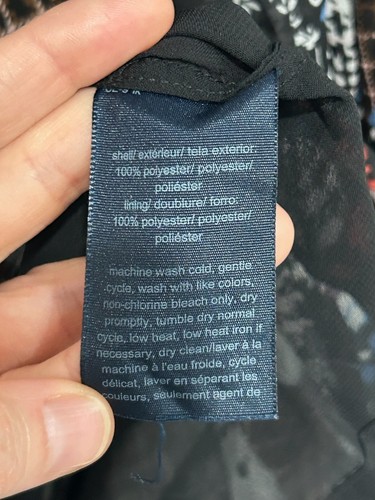 shell/ extérieur/ tela exterior:
100% polyester/ polyester/
poliéster
lining/ doublure/ forro:
100% polyester/ polyester/
poliéster
machine wash cold, gentle
cycle, wash with like colors,
non-chlorine bleach only, dry
promptly, tumble dry normal
cycle, low heat, low heat iron if
necessary, dry clean/laver à la
machine à l'eau froide, cycle
délicat, laver en séparant les
couleurs, seulement agent de